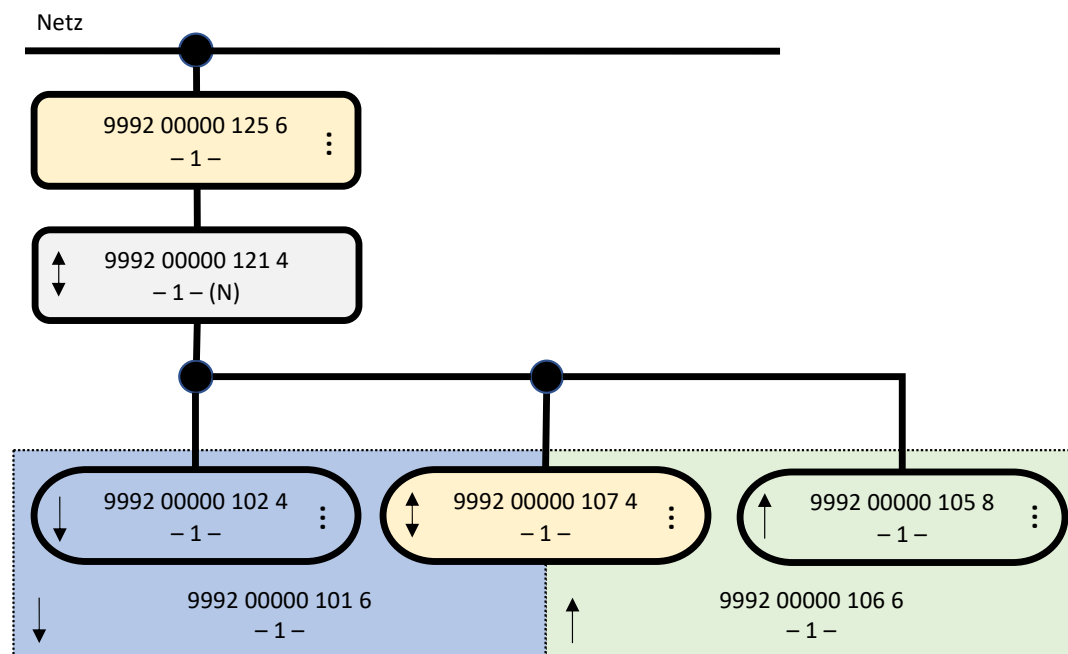 Netz
9992 00000 125 6
– 1 –
9992 00000 121 4
– 1 – (N)
9992 00000 102 4
– 1 –
9992 00000 107 4
– 1 –
9992 00000 105 8
– 1 –
9992 00000 101 6
– 1 –
9992 00000 106 6
– 1 –